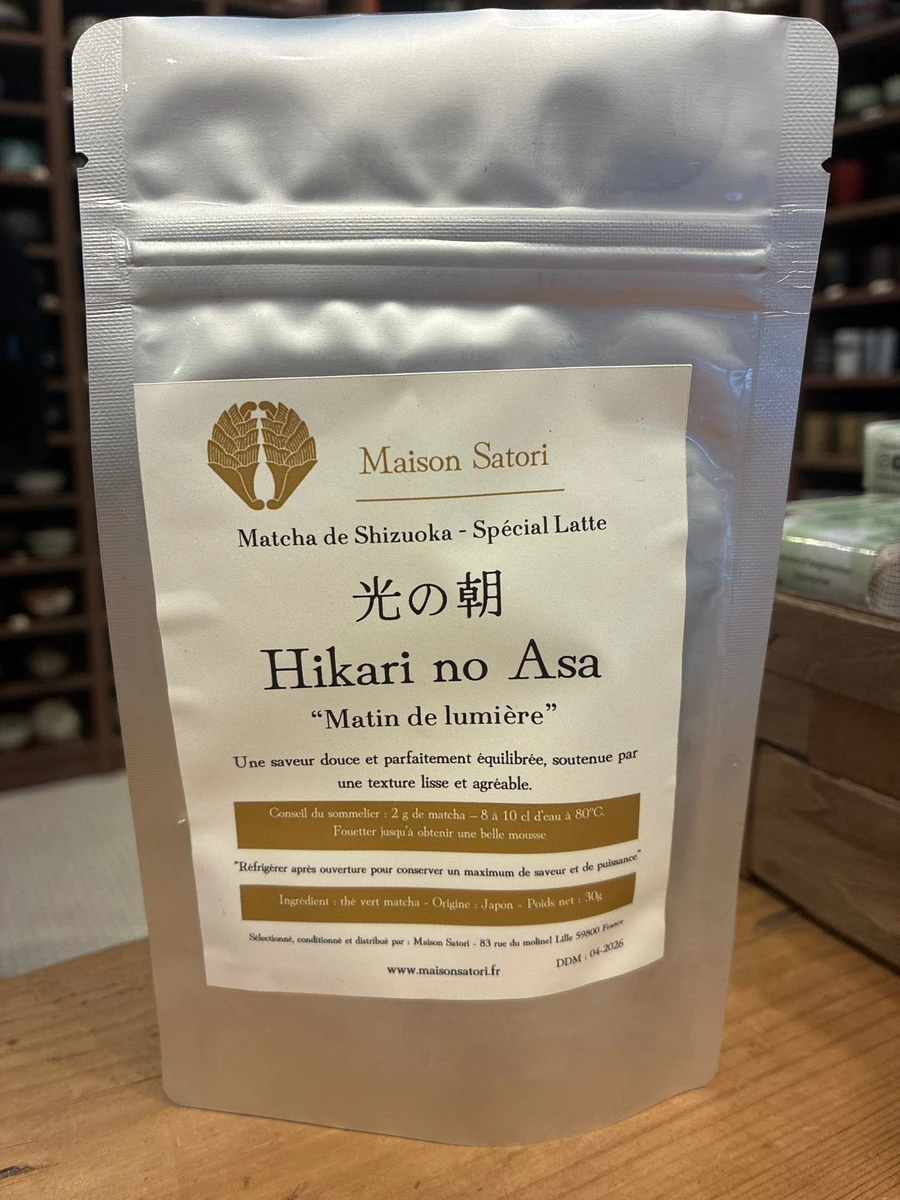 Maison Satori
Matcha de Shizuoka - Spécial Latte
光の朝
Hikari no Asa
“Matin de lumière”
Une saveur douce et parfaitement équilibrée, soutenue par
une texture lisse et agréable.
Conseil du sommelier : 2 g de matcha – 8 à 10 cl d'eau à 80°C.
Fouetter jusqu'à obtenir une belle mousse
"Réfrigérer après ouverture pour conserver un maximum de saveur et de puissance"
Ingrédient : thé vert matcha - Origine : Japon - Poids net : 30g
Sélectionné, conditionné et distribué par : Maison Satori - 83 rue du molinel Lille 59800 France
DDM : 04-2026
www.maisonsatori.fr